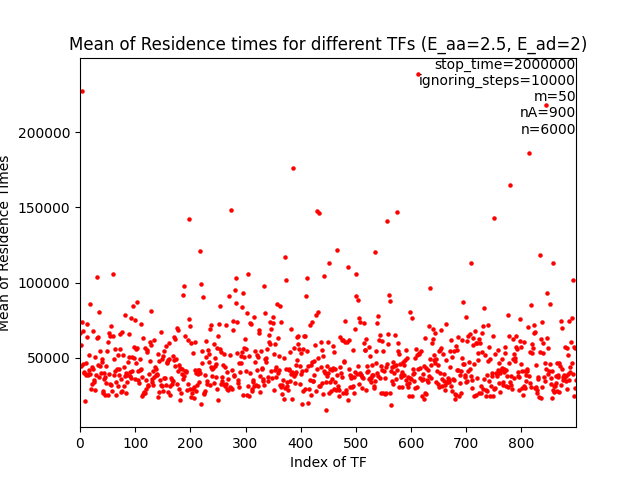 Mean of Residence times for different TFs (E_aa=2.5, E_ad=2)
stop_time=2000000
ignoring_steps=10000
m=50
nA=900
n=6000
Mean of Residence Times
200000
150000
100000
50000
0 100 200 300 400 500 600 700 800
Index of TF